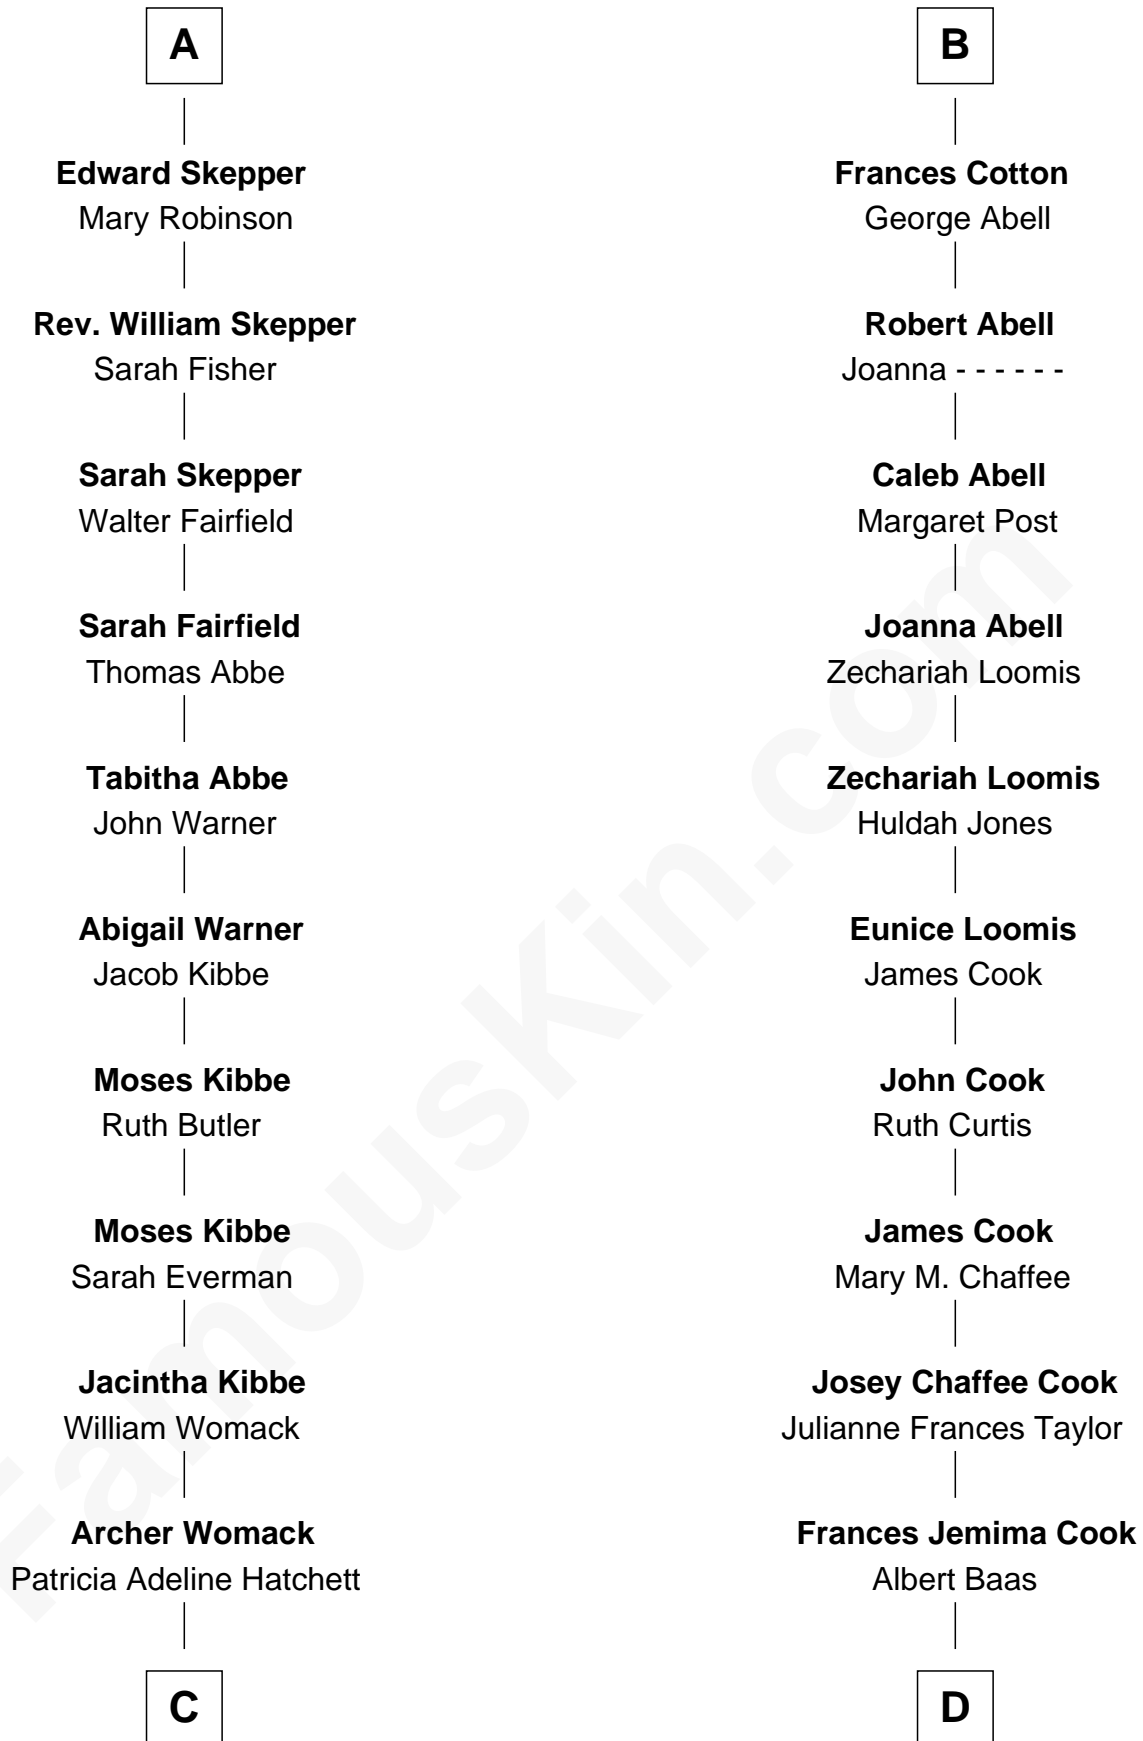 A
Edward Skepper
Mary Robinson
Rev. William Skepper
Sarah Fisher
Sarah Skepper
Walter Fairfield
Sarah Fairfield
Thomas Abbe
Tabitha Abbe
John Warner
Abigail Warner
Jacob Kibbe
Moses Kibbe
Ruth Butler
Moses Kibbe
Sarah Everman
Jacintha Kibbe
William Womack
Archer Womack
Patricia Adeline Hatchett
C
B
Frances Cotton
George Abell
Robert Abell
Joanna - - - - - -
Caleb Abell
Margaret Post
Joanna Abell
Zechariah Loomis
Zechariah Loomis
Huldah Jones
Eunice Loomis
James Cook
John Cook
Ruth Curtis
James Cook
Mary M. Chaffee
Josey Chaffee Cook
Julianne Frances Taylor
Frances Jemima Cook
Albert Baas
D
FamousKin.com